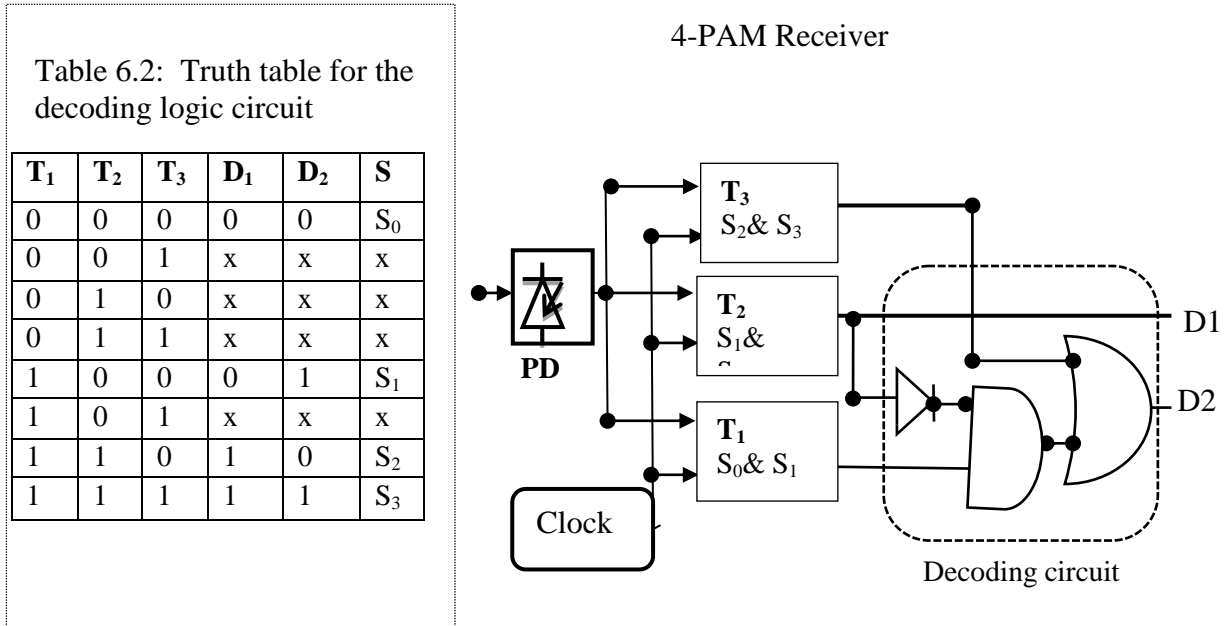 4-PAM Receiver
Table 6.2: Truth table for the
decoding logic circuit
T₁ T₂ T₃ D₁ D₂ S
0 0 0 0 0 S₀
0 0 1 x x x
0 1 0 x x x
0 1 1 x x x
1 0 0 0 1 S₁
1 0 1 x x x
1 1 0 1 0 S₂
1 1 1 1 1 S₃
T₃
S₂& S₃
T₂
S₁&
T₁
S₀& S₁
PD
Clock
D1
D2
Decoding circuit